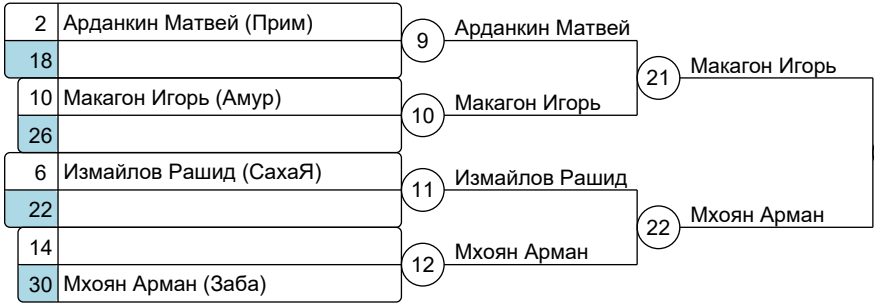 2 Арданкин Матвей (Прим)
18
9 Арданкин Матвей
10 Макагон Игорь (Амур)
26
10 Макагон Игорь
21 Макагон Игорь
6 Измайлов Рашид (СахаЯ)
22
11 Измайлов Рашид
14
30 Мхоян Арман (Заба)
12 Мхоян Арман
22 Мхоян Арман